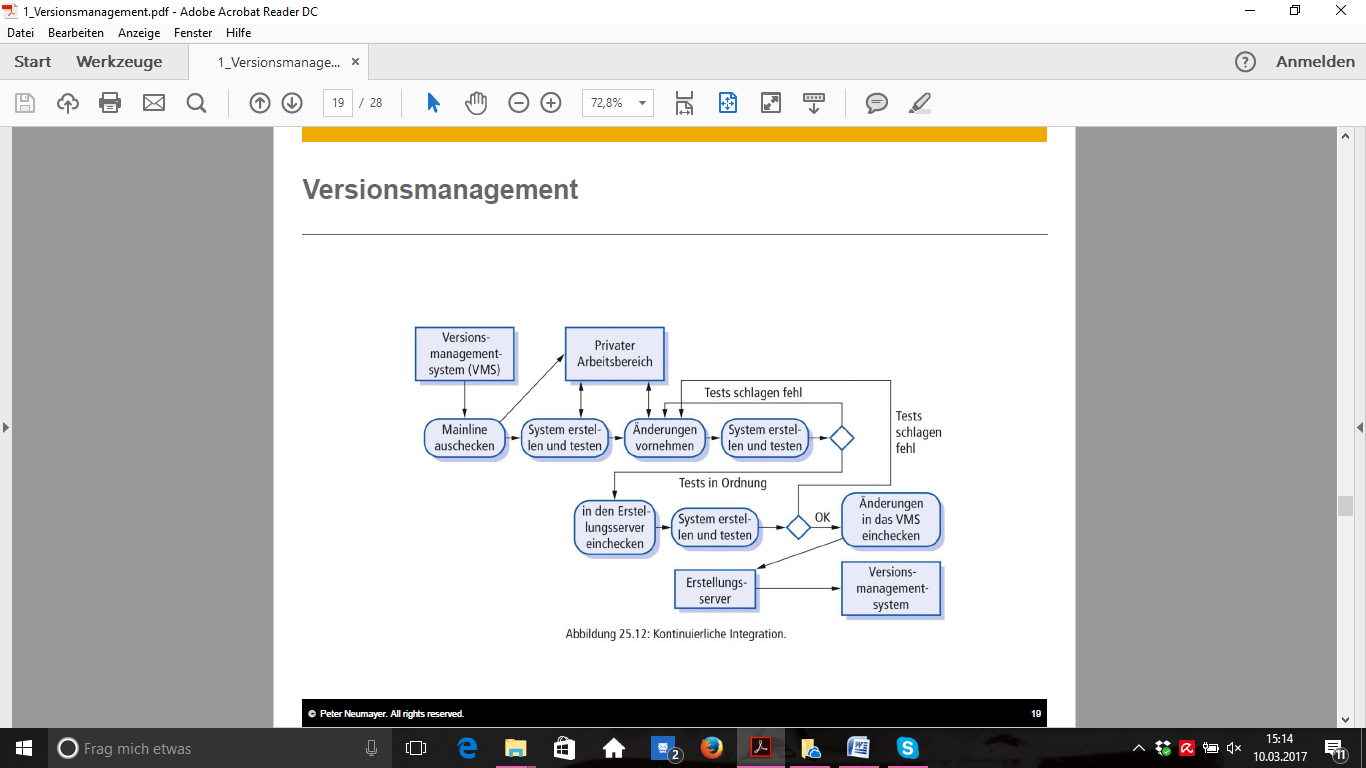 1_Versionsmanagement.pdf - Adobe Acrobat Reader DC
Datei Bearbeiten Anzeige Fenster Hilfe
Start Werkzeuge 1_Versionsmanage... × ? Anmelden
19 / 28 72,8%
Versionsmanagement
Versions-
management-
system (VMS)
Privater
Arbeitsbereich
Tests schlagen fehl
Tests
schlagen
fehl
Mainline
auschecken
System erstel-
len und testen
Änderungen
vornehmen
System erstel-
len und testen
Tests in Ordnung
in den Erstel-
lungsserver
einchecken
System erstel-
len und testen
OK
Änderungen
in das VMS
einchecken
Erstellungs-
server
Versions-
management-
system
Abbildung 25.12: Kontinuierliche Integration.
© Peter Neumayer. All rights reserved. 19
Frag mich etwas
2
15:14
10.03.2017
11